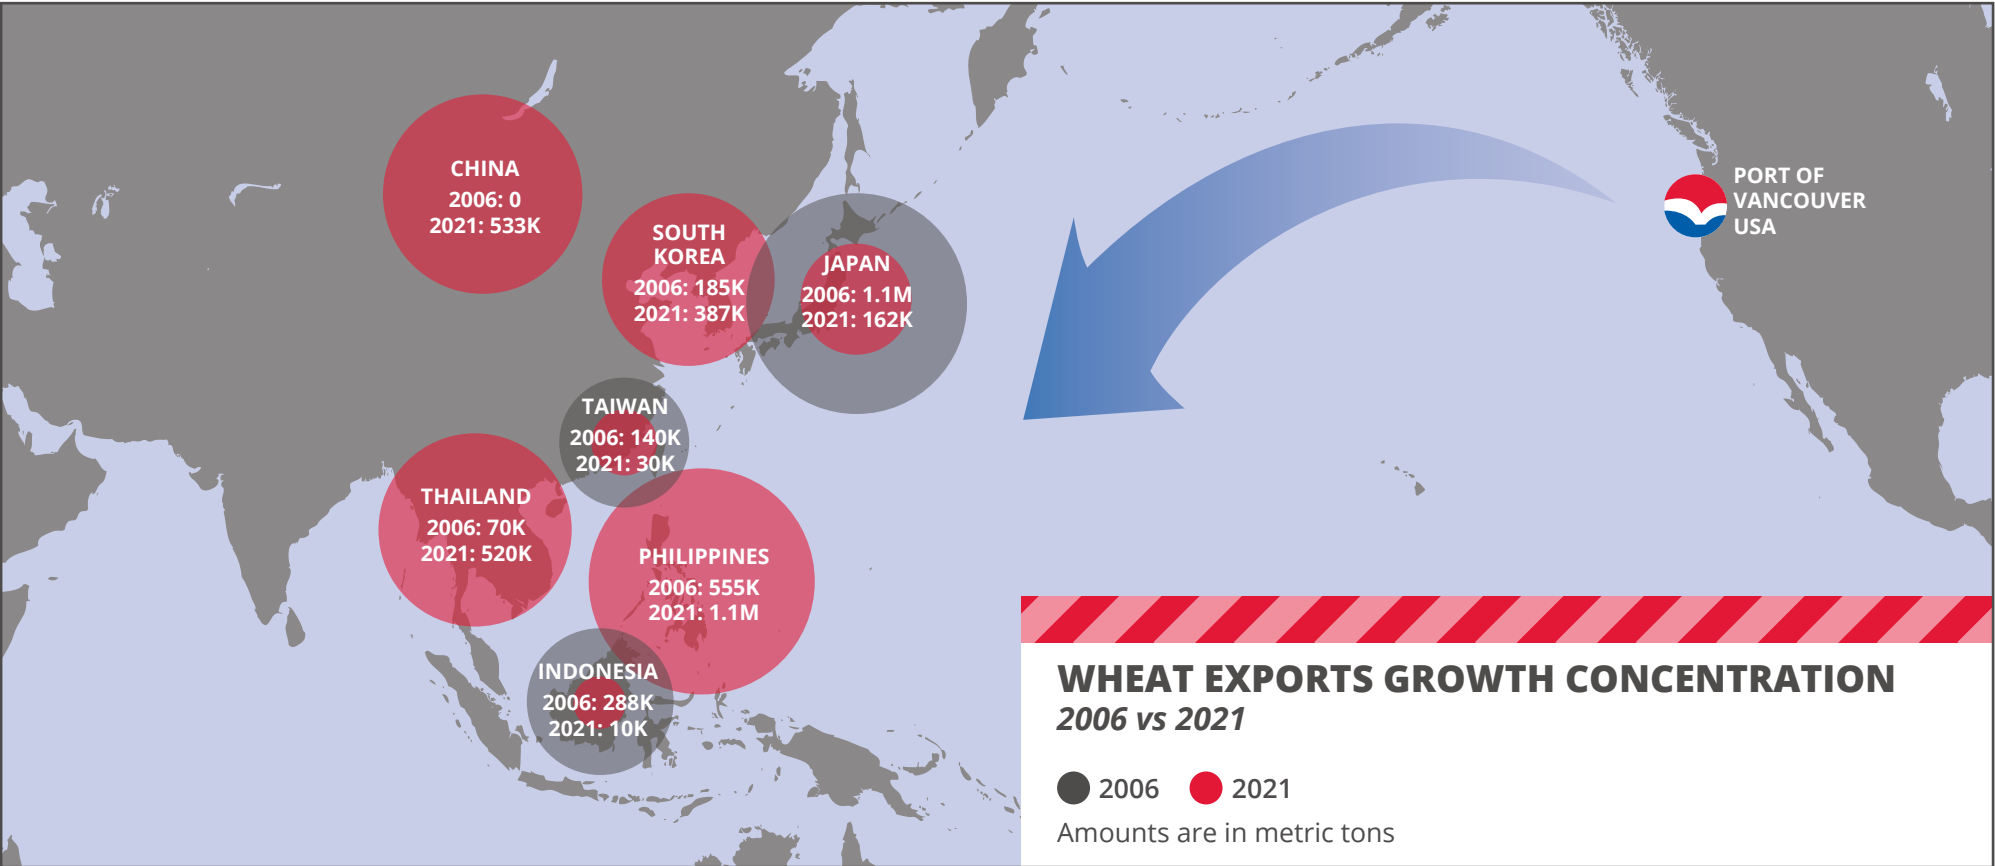 CHINA
2006: 0
2021: 533K
SOUTH
KOREA
2006: 185K
2021: 387K
JAPAN
2006: 1.1M
2021: 162K
PORT OF
VANCOUVER
USA
TAIWAN
2006: 140K
2021: 30K
THAILAND
2006: 70K
2021: 520K
PHILIPPINES
2006: 555K
2021: 1.1M
INDONESIA
2006: 288K
2021: 10K
WHEAT EXPORTS GROWTH CONCENTRATION
2006 vs 2021
2006 2021
Amounts are in metric tons